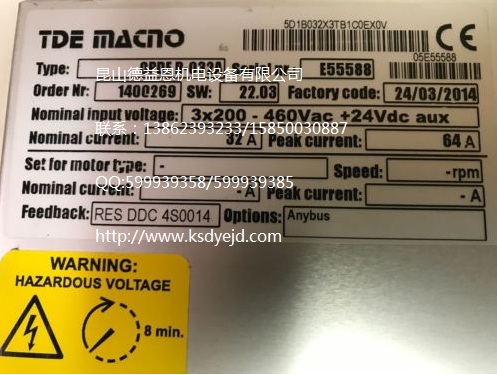 5D1B032X3TB1C0EX0V
TDE MACNO
05E55588
CE
Type: E55588
昆山德益恩机电设备有限公司
Order Nr: 1400269 SW: 22.03 Factory code: 24/03/2014
Nominal input voltage: 3x200 - 460Vac +24Vdc aux
联系：13862393233/15850030887
Nominal current: 32 A Peak current: 64 A
Set for motor type: - Speed: -rpm
QQ:599939358/599939385
Nominal current: - A Peak current: - A
Feedback: RES DDC 4S0014 Options: Anybus
http://www.ksdyejd.com/
WARNING:
HAZARDOUS VOLTAGE
8 min.